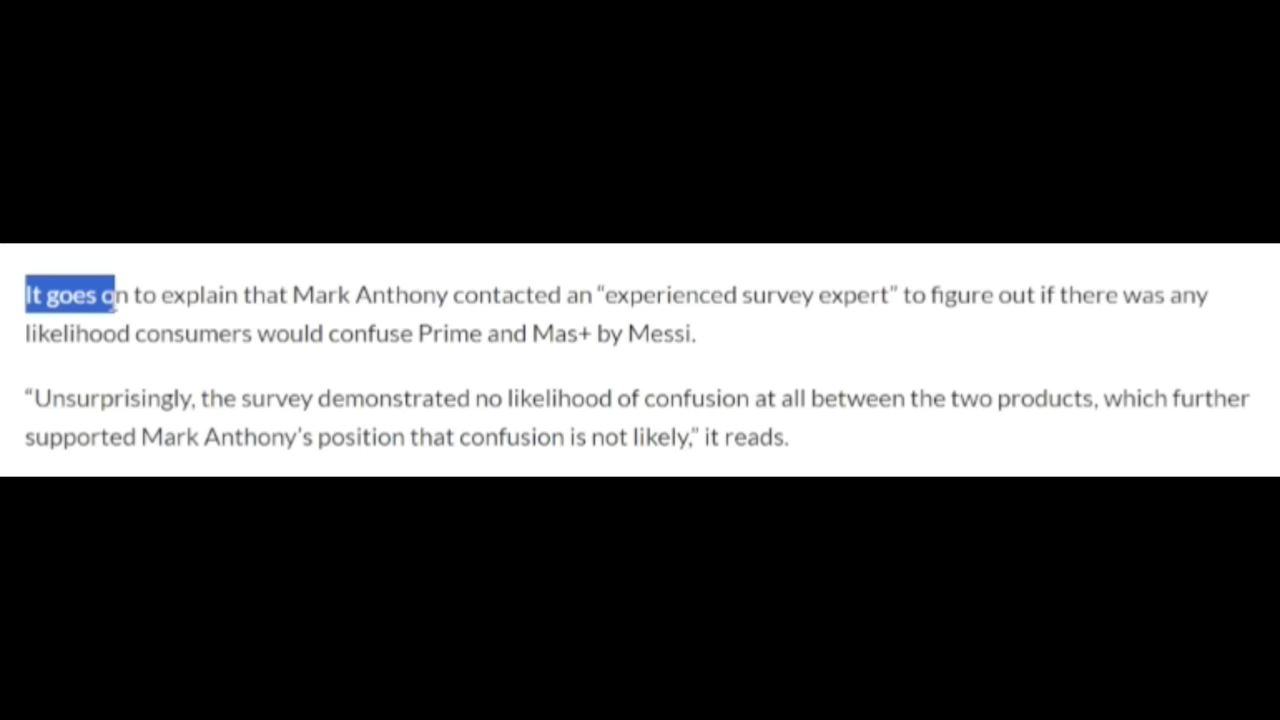 It goes on to explain that Mark Anthony contacted an “experienced survey expert” to figure out if there was any
likelihood consumers would confuse Prime and Mas+ by Messi.
“Unsurprisingly, the survey demonstrated no likelihood of confusion at all between the two products, which further
supported Mark Anthony’s position that confusion is not likely,” it reads.